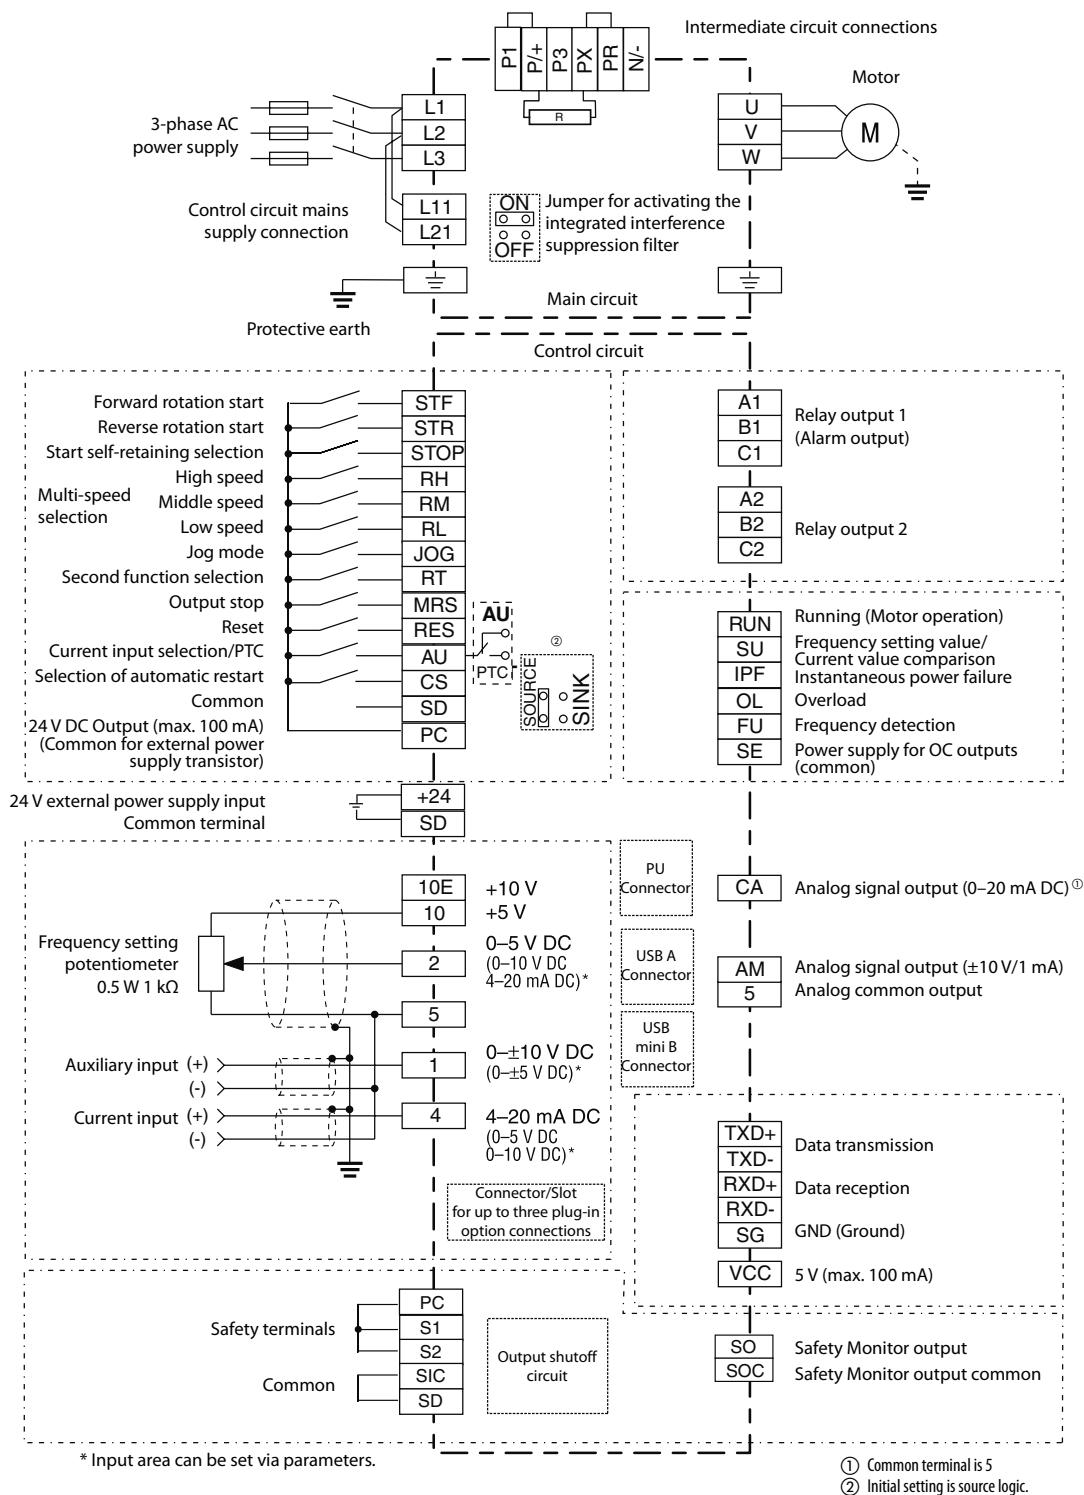 Intermediate circuit connections
P1
P/+
P3
PX
PR
N/-
R
3-phase AC
power supply
L1
L2
L3
Control circuit mains
supply connection
L11
L21
ON
OFF
Jumper for activating the
integrated interference
suppression filter
Motor
U
V
W
M
Protective earth
Main circuit
Control circuit
Forward rotation start
STF
Reverse rotation start
STR
Start self-retaining selection
STOP
Multi-speed
selection
High speed
RH
Middle speed
RM
Low speed
RL
Jog mode
JOG
Second function selection
RT
Output stop
MRS
Reset
RES
Current input selection/PTC
AU
Selection of automatic restart
CS
Common
SD
24 V DC Output (max. 100 mA)
(Common for external power
supply transistor)
PC
AU
PTC
②
SOURCE
SINK
A1
B1
C1
Relay output 1
(Alarm output)
A2
B2
C2
Relay output 2
RUN
Running (Motor operation)
SU
Frequency setting value/
Current value comparison
IPF
Instantaneous power failure
OL
Overload
FU
Frequency detection
SE
Power supply for OC outputs
(common)
24 V external power supply input
+24
Common terminal
SD
10E
+10 V
10
+5 V
Frequency setting
potentiometer
0.5 W 1 kΩ
2
0–5 V DC
(0–10 V DC
4–20 mA DC)*
5
Auxiliary input (+)
(-)
1
0–±10 V DC
(0–±5 V DC)*
Current input (+)
(-)
4
4–20 mA DC
(0–5 V DC
0–10 V DC)*
Connector/Slot
for up to three plug-in
option connections
PU
Connector
USB A
Connector
USB
mini B
Connector
CA
Analog signal output (0–20 mA DC)①
AM
Analog signal output (±10 V/1 mA)
5
Analog common output
TXD+
TXD-
Data transmission
RXD+
RXD-
Data reception
SG
GND (Ground)
VCC
5 V (max. 100 mA)
Safety terminals
PC
S1
S2
Common
SIC
SD
Output shutoff
circuit
SO
Safety Monitor output
SOC
Safety Monitor output common
* Input area can be set via parameters.
① Common terminal is 5
② Initial setting is source logic.